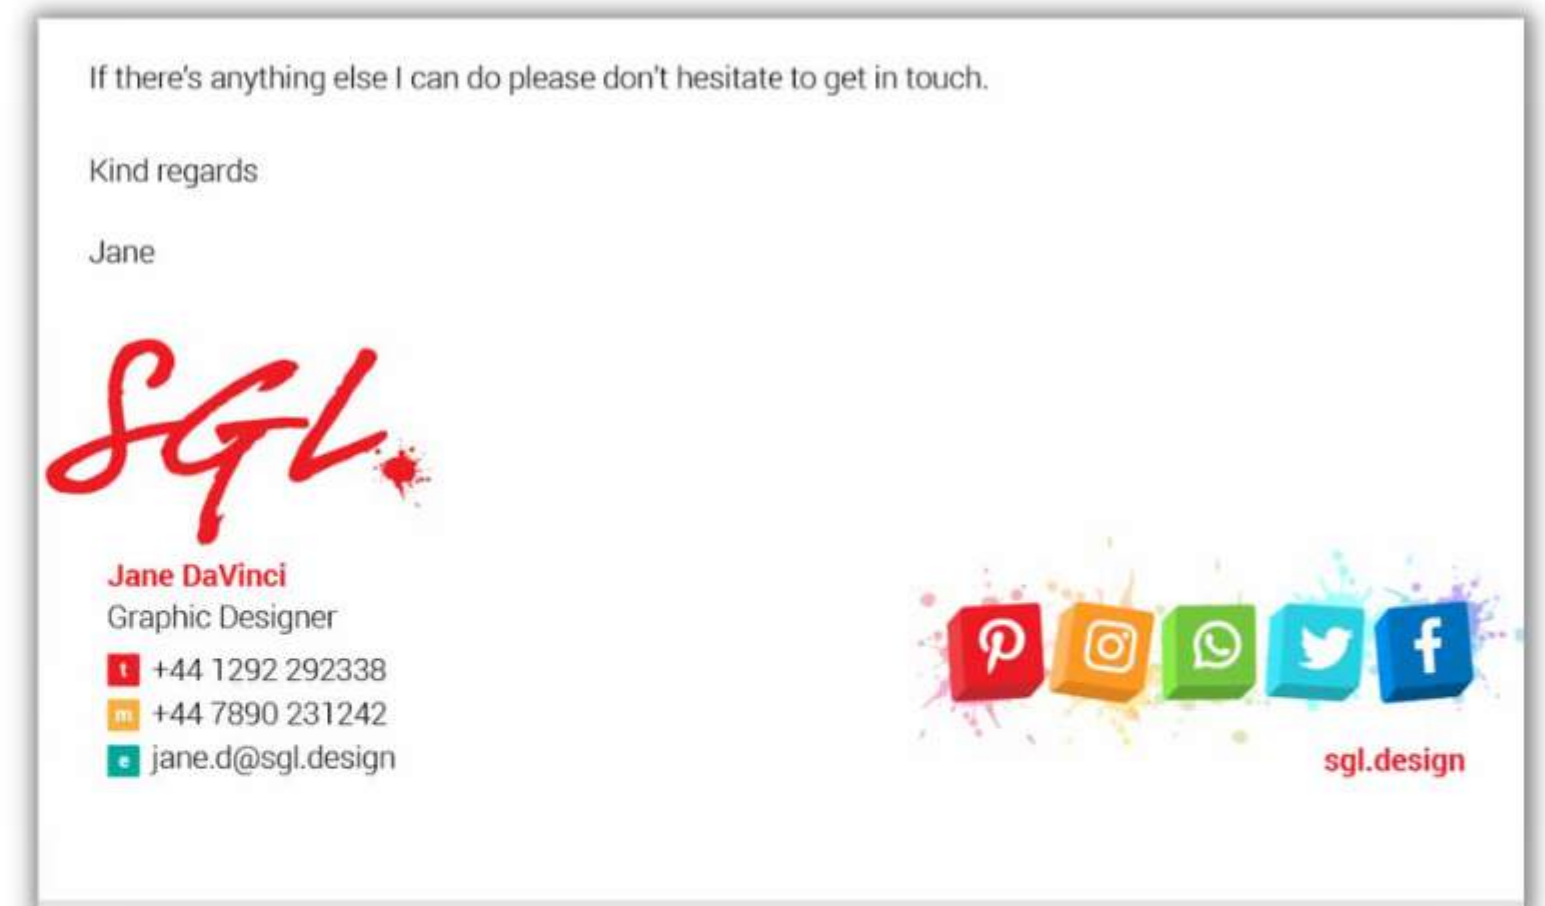 If there's anything else I can do please don't hesitate to get in touch.
Kind regards
Jane
SGL.
Jane DaVinci
Graphic Designer
t +44 1292 292338
m +44 7890 231242
e jane.d@sgl.design
sgl.design